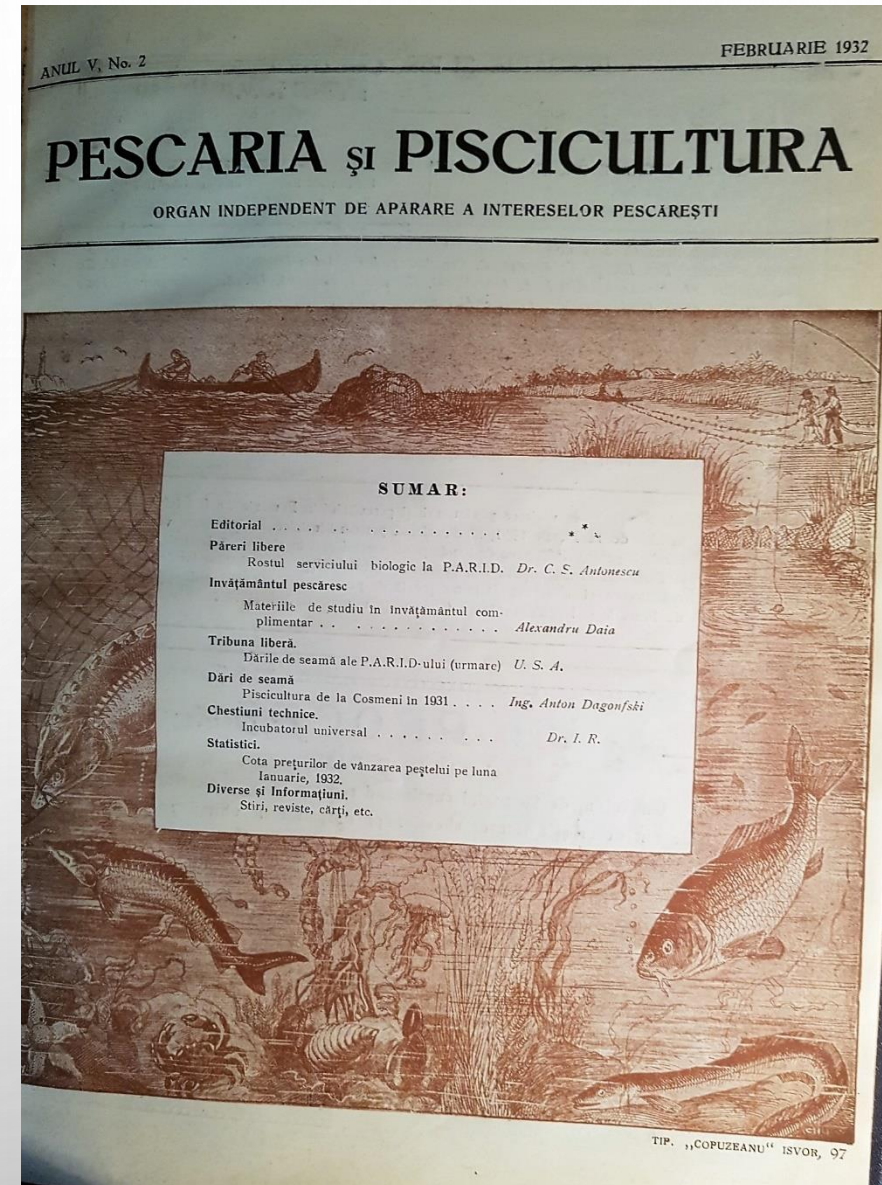 ANUL V, No. 2
FEBRUARIE 1932
PESCARIA ŞI PISCICULTURA
ORGAN INDEPENDENT DE APĂRARE A INTERESELOR PESCĂREŞTI
SUMAR:
Editorial . . . . . . . . . . . . . . . . * * *
Păreri libere
Rostul serviciului biologic la P.A.R.I.D. Dr. C. S. Antonescu
Invăţământul pescăresc
Materiile de studiu în învăţământul com-
plimentar . . . . . . . . . . . . . . Alexandru Daia
Tribuna liberă.
Dările de seamă ale P.A.R.I.D-ului (urmare) U. S. A.
Dări de seamă
Piscicultura de la Cosmeni în 1931 . . . . Ing. Anton Dagonfski
Chestiuni technice.
Incubatorul universal . . . . . . . . . Dr. I. R.
Statistici.
Cota preţurilor de vânzarea peştelui pe luna
Ianuarie, 1932.
Diverse şi Informaţiuni.
Stiri, reviste, cărţi, etc.
TIP. ,,COPUZEANU“ ISVOR, 97